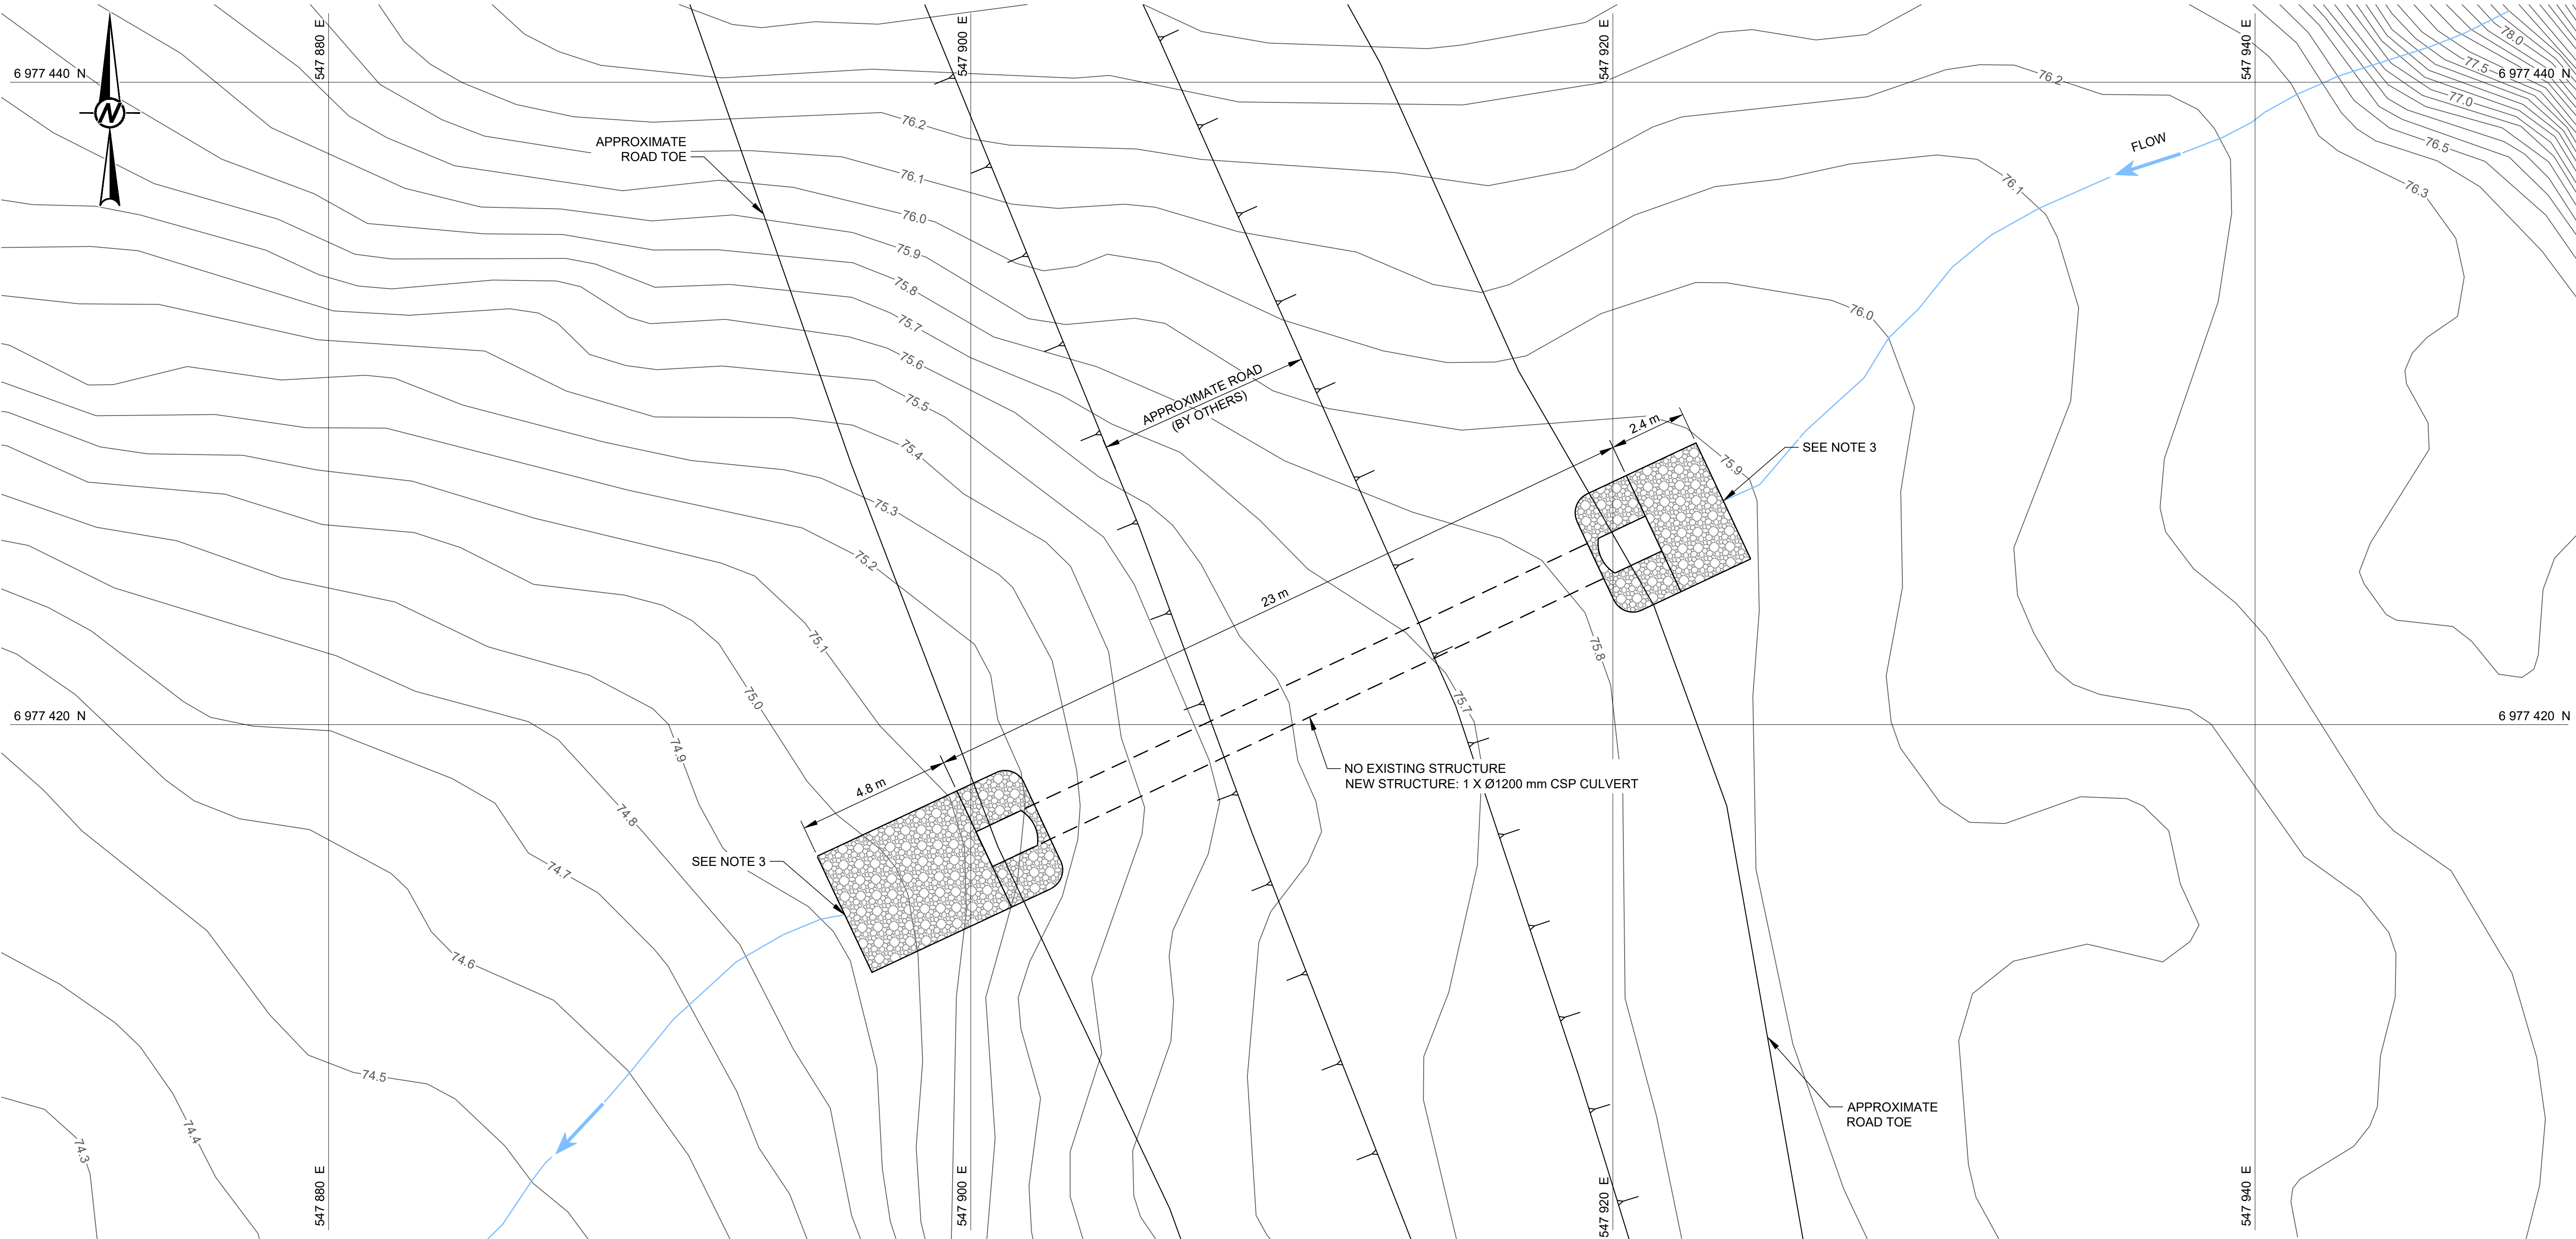 547 880  E
547 900  E
547 920  E
547 940  E
78.0
6 977 440  N
77.5
6 977 440  N
76.2
77.0
N
76.2
FLOW
76.5
APPROXIMATE
ROAD TOE
76.1
76.1
76.3
76.0
75.9
75.8
76.0
75.7
75.6
APPROXIMATE ROAD
(BY OTHERS)
75.5
2.4 m
75.4
SEE NOTE 3
75.9
75.3
75.2
23 m
75.1
75.8
75.0
75.7
6 977 420  N
6 977 420  N
74.9
NO EXISTING STRUCTURE
NEW STRUCTURE: 1 X Ø1200 mm CSP CULVERT
4.8 m
74.8
SEE NOTE 3
74.7
74.6
74.5
APPROXIMATE
ROAD TOE
74.4
74.3
547 880  E
547 900  E
547 920  E
547 940  E